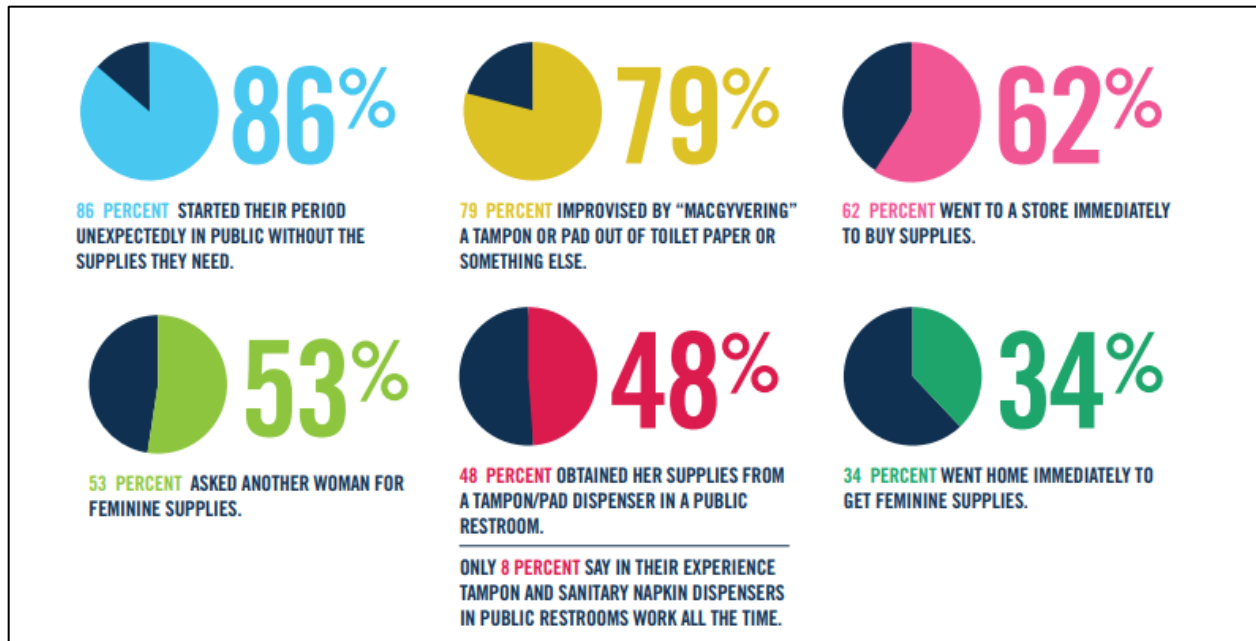 86%
86 PERCENT STARTED THEIR PERIOD
UNEXPECTEDLY IN PUBLIC WITHOUT THE
SUPPLIES THEY NEED.
79%
79 PERCENT IMPROVISED BY “MACGYVERING”
A TAMPON OR PAD OUT OF TOILET PAPER OR
SOMETHING ELSE.
62%
62 PERCENT WENT TO A STORE IMMEDIATELY
TO BUY SUPPLIES.
53%
53 PERCENT ASKED ANOTHER WOMAN FOR
FEMININE SUPPLIES.
48%
48 PERCENT OBTAINED HER SUPPLIES FROM
A TAMPON/PAD DISPENSER IN A PUBLIC
RESTROOM.
ONLY 8 PERCENT SAY IN THEIR EXPERIENCE
TAMPON AND SANITARY NAPKIN DISPENSERS
IN PUBLIC RESTROOMS WORK ALL THE TIME.
34%
34 PERCENT WENT HOME IMMEDIATELY TO
GET FEMININE SUPPLIES.